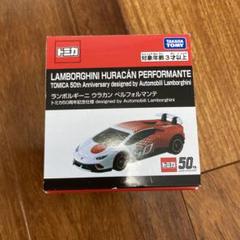 トミカ
TAKARA TOMY
対象年齢3才以上
LAMBORGHINI HURACÁN PERFORMANTE
TOMICA 50th Anniversary designed by Automobili Lamborghini
ランボルギーニ ウラカン ペルフォルマンテ
トミカ50周年記念仕様 designed by Automobili Lamborghini
トミカ 50th